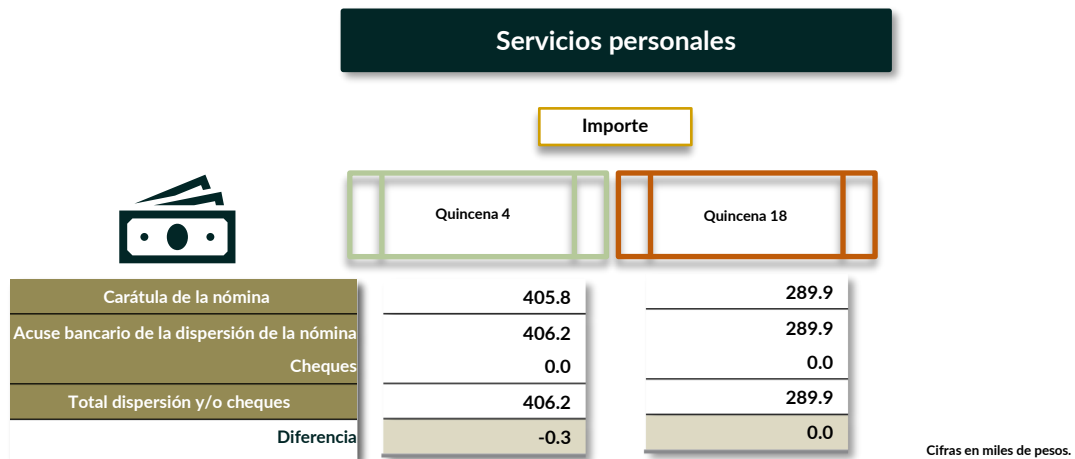 Servicios personales
Importe
Quincena 4
Quincena 18
Carátula de la nómina 405.8 289.9
Acuse bancario de la dispersión de la nómina 406.2 289.9
Cheques 0.0 0.0
Total dispersión y/o cheques 406.2 289.9
Diferencia -0.3 0.0
Cifras en miles de pesos.